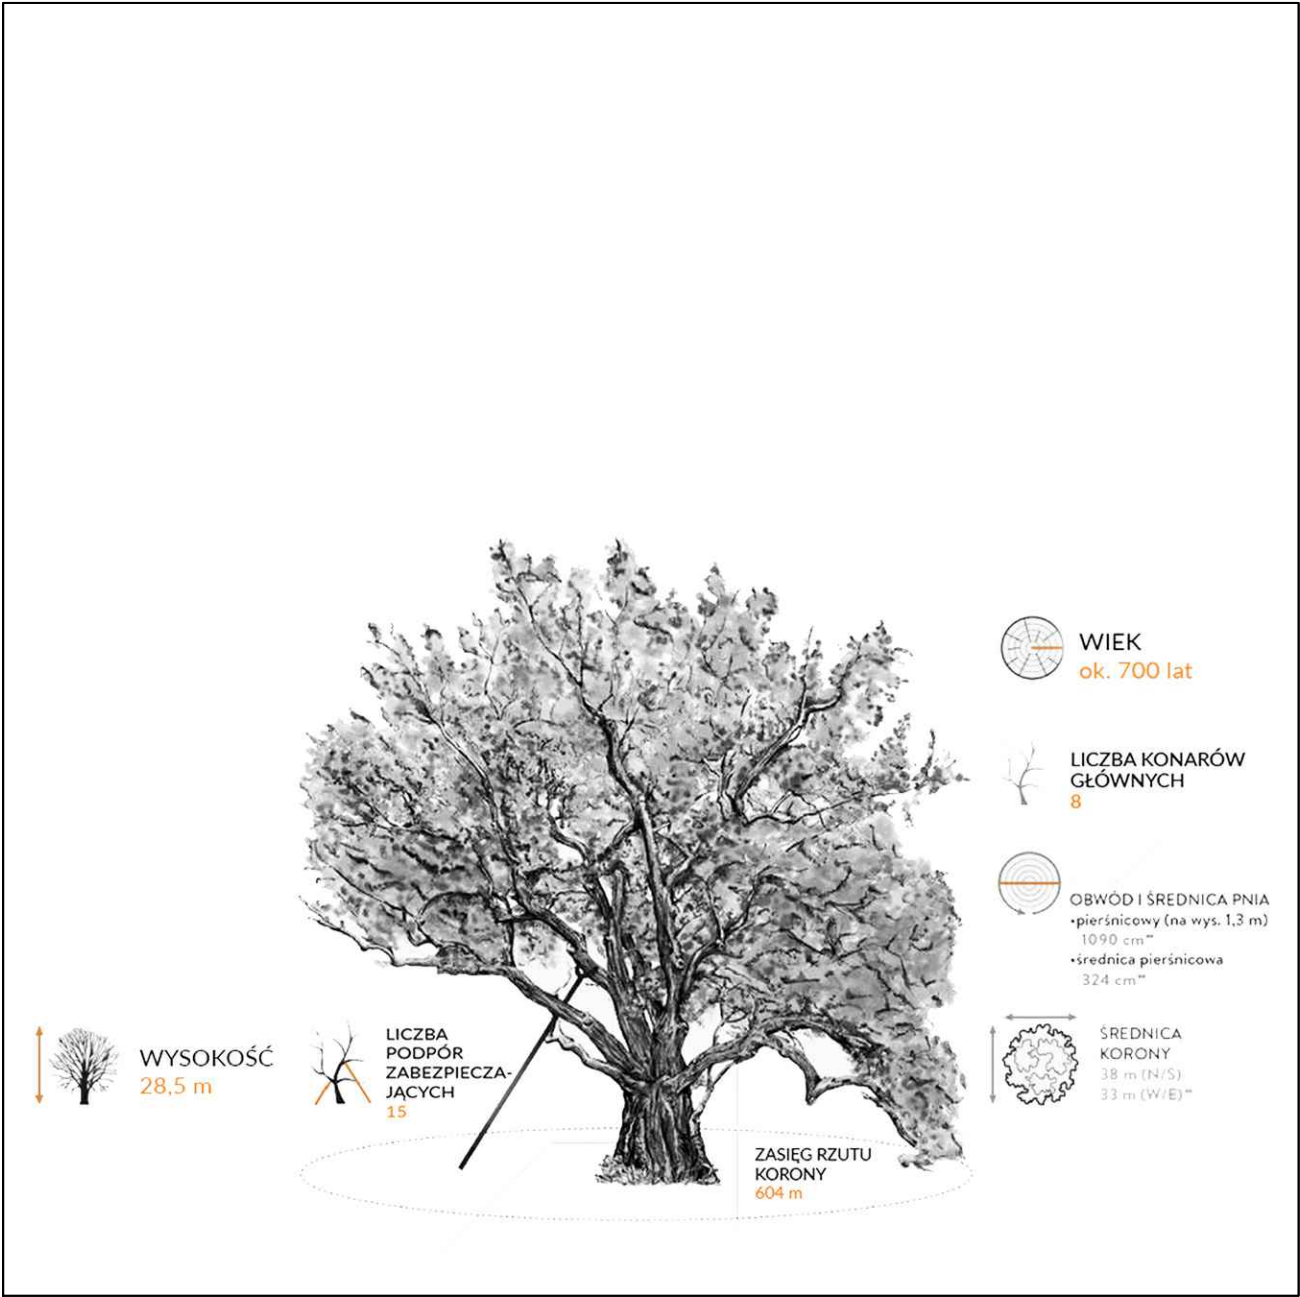 WIEK
ok. 700 lat
LICZBA KONARÓW
GŁÓWNYCH
8
OBWÓD I ŚREDNICA PNIA
•pierśnicowy (na wys. 1,3 m)
1090 cm**
•średnica pierśnicowa
324 cm**
WYSOKOŚĆ
28,5 m
LICZBA
PODPÓR
ZABEZPIECZA-
JĄCYCH
15
ŚREDNICA
KORONY
38 m (N/S)
33 m (W/E)**
ZASIĘG RZUTU
KORONY
604 m